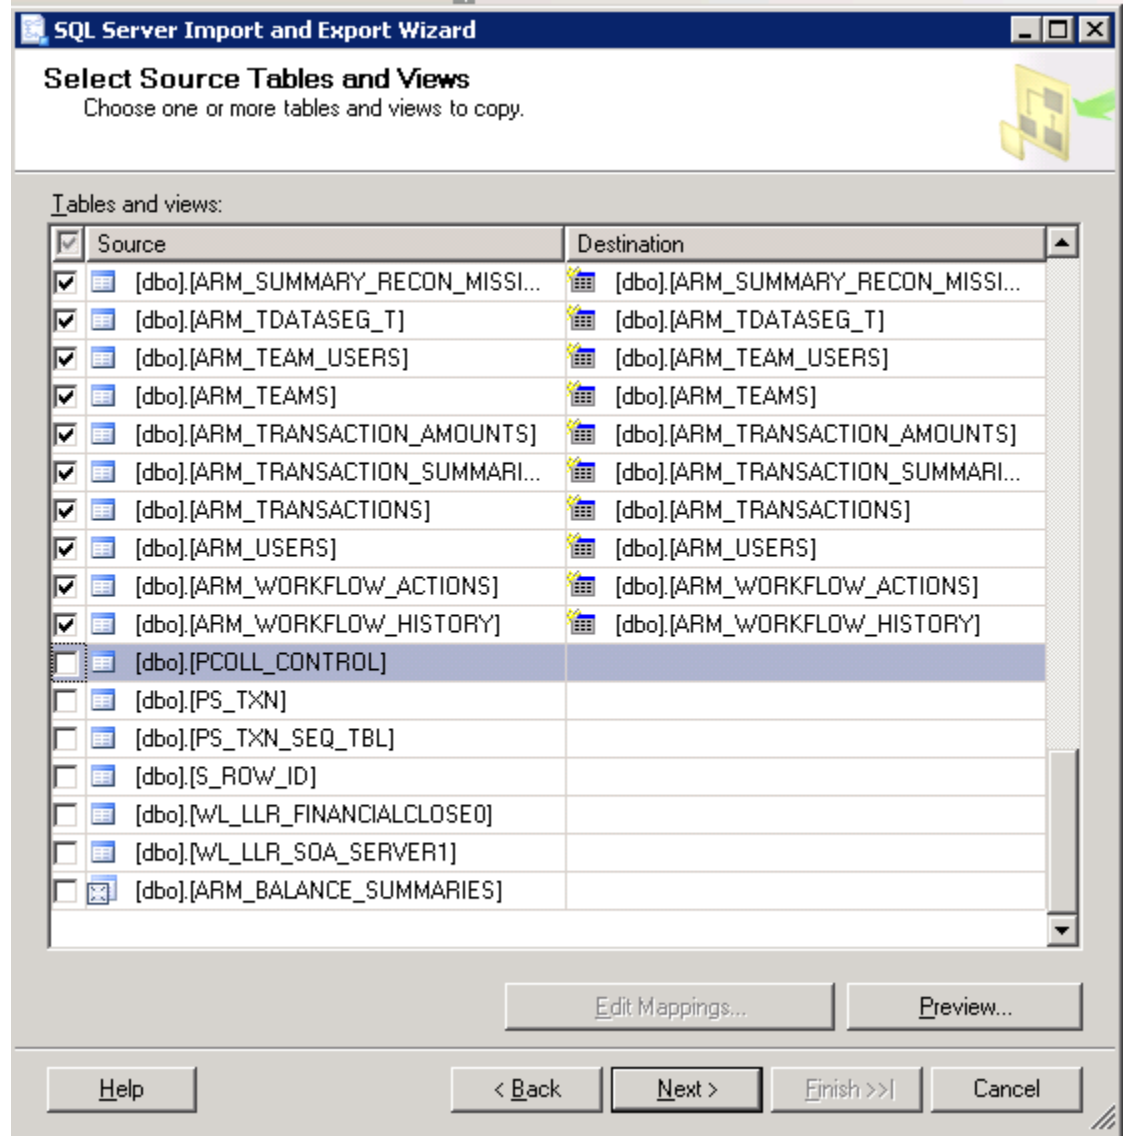 SQL Server Import and Export Wizard
Select Source Tables and Views
Choose one or more tables and views to copy.
Tables and views:
Source Destination
[dbo].[ARM_SUMMARY_RECON_MISSI... [dbo].[ARM_SUMMARY_RECON_MISSI...
[dbo].[ARM_TDATASEG_T] [dbo].[ARM_TDATASEG_T]
[dbo].[ARM_TEAM_USERS] [dbo].[ARM_TEAM_USERS]
[dbo].[ARM_TEAMS] [dbo].[ARM_TEAMS]
[dbo].[ARM_TRANSACTION_AMOUNTS] [dbo].[ARM_TRANSACTION_AMOUNTS]
[dbo].[ARM_TRANSACTION_SUMMARI... [dbo].[ARM_TRANSACTION_SUMMARI...
[dbo].[ARM_TRANSACTIONS] [dbo].[ARM_TRANSACTIONS]
[dbo].[ARM_USERS] [dbo].[ARM_USERS]
[dbo].[ARM_WORKFLOW_ACTIONS] [dbo].[ARM_WORKFLOW_ACTIONS]
[dbo].[ARM_WORKFLOW_HISTORY] [dbo].[ARM_WORKFLOW_HISTORY]
[dbo].[PCOLL_CONTROL]
[dbo].[PS_TXN]
[dbo].[PS_TXN_SEQ_TBL]
[dbo].[S_ROW_ID]
[dbo].[WL_LLR_FINANCIALCLOSE0]
[dbo].[WL_LLR_SOA_SERVER1]
[dbo].[ARM_BALANCE_SUMMARIES]
Edit Mappings... Preview...
Help < Back Next > Finish >>| Cancel